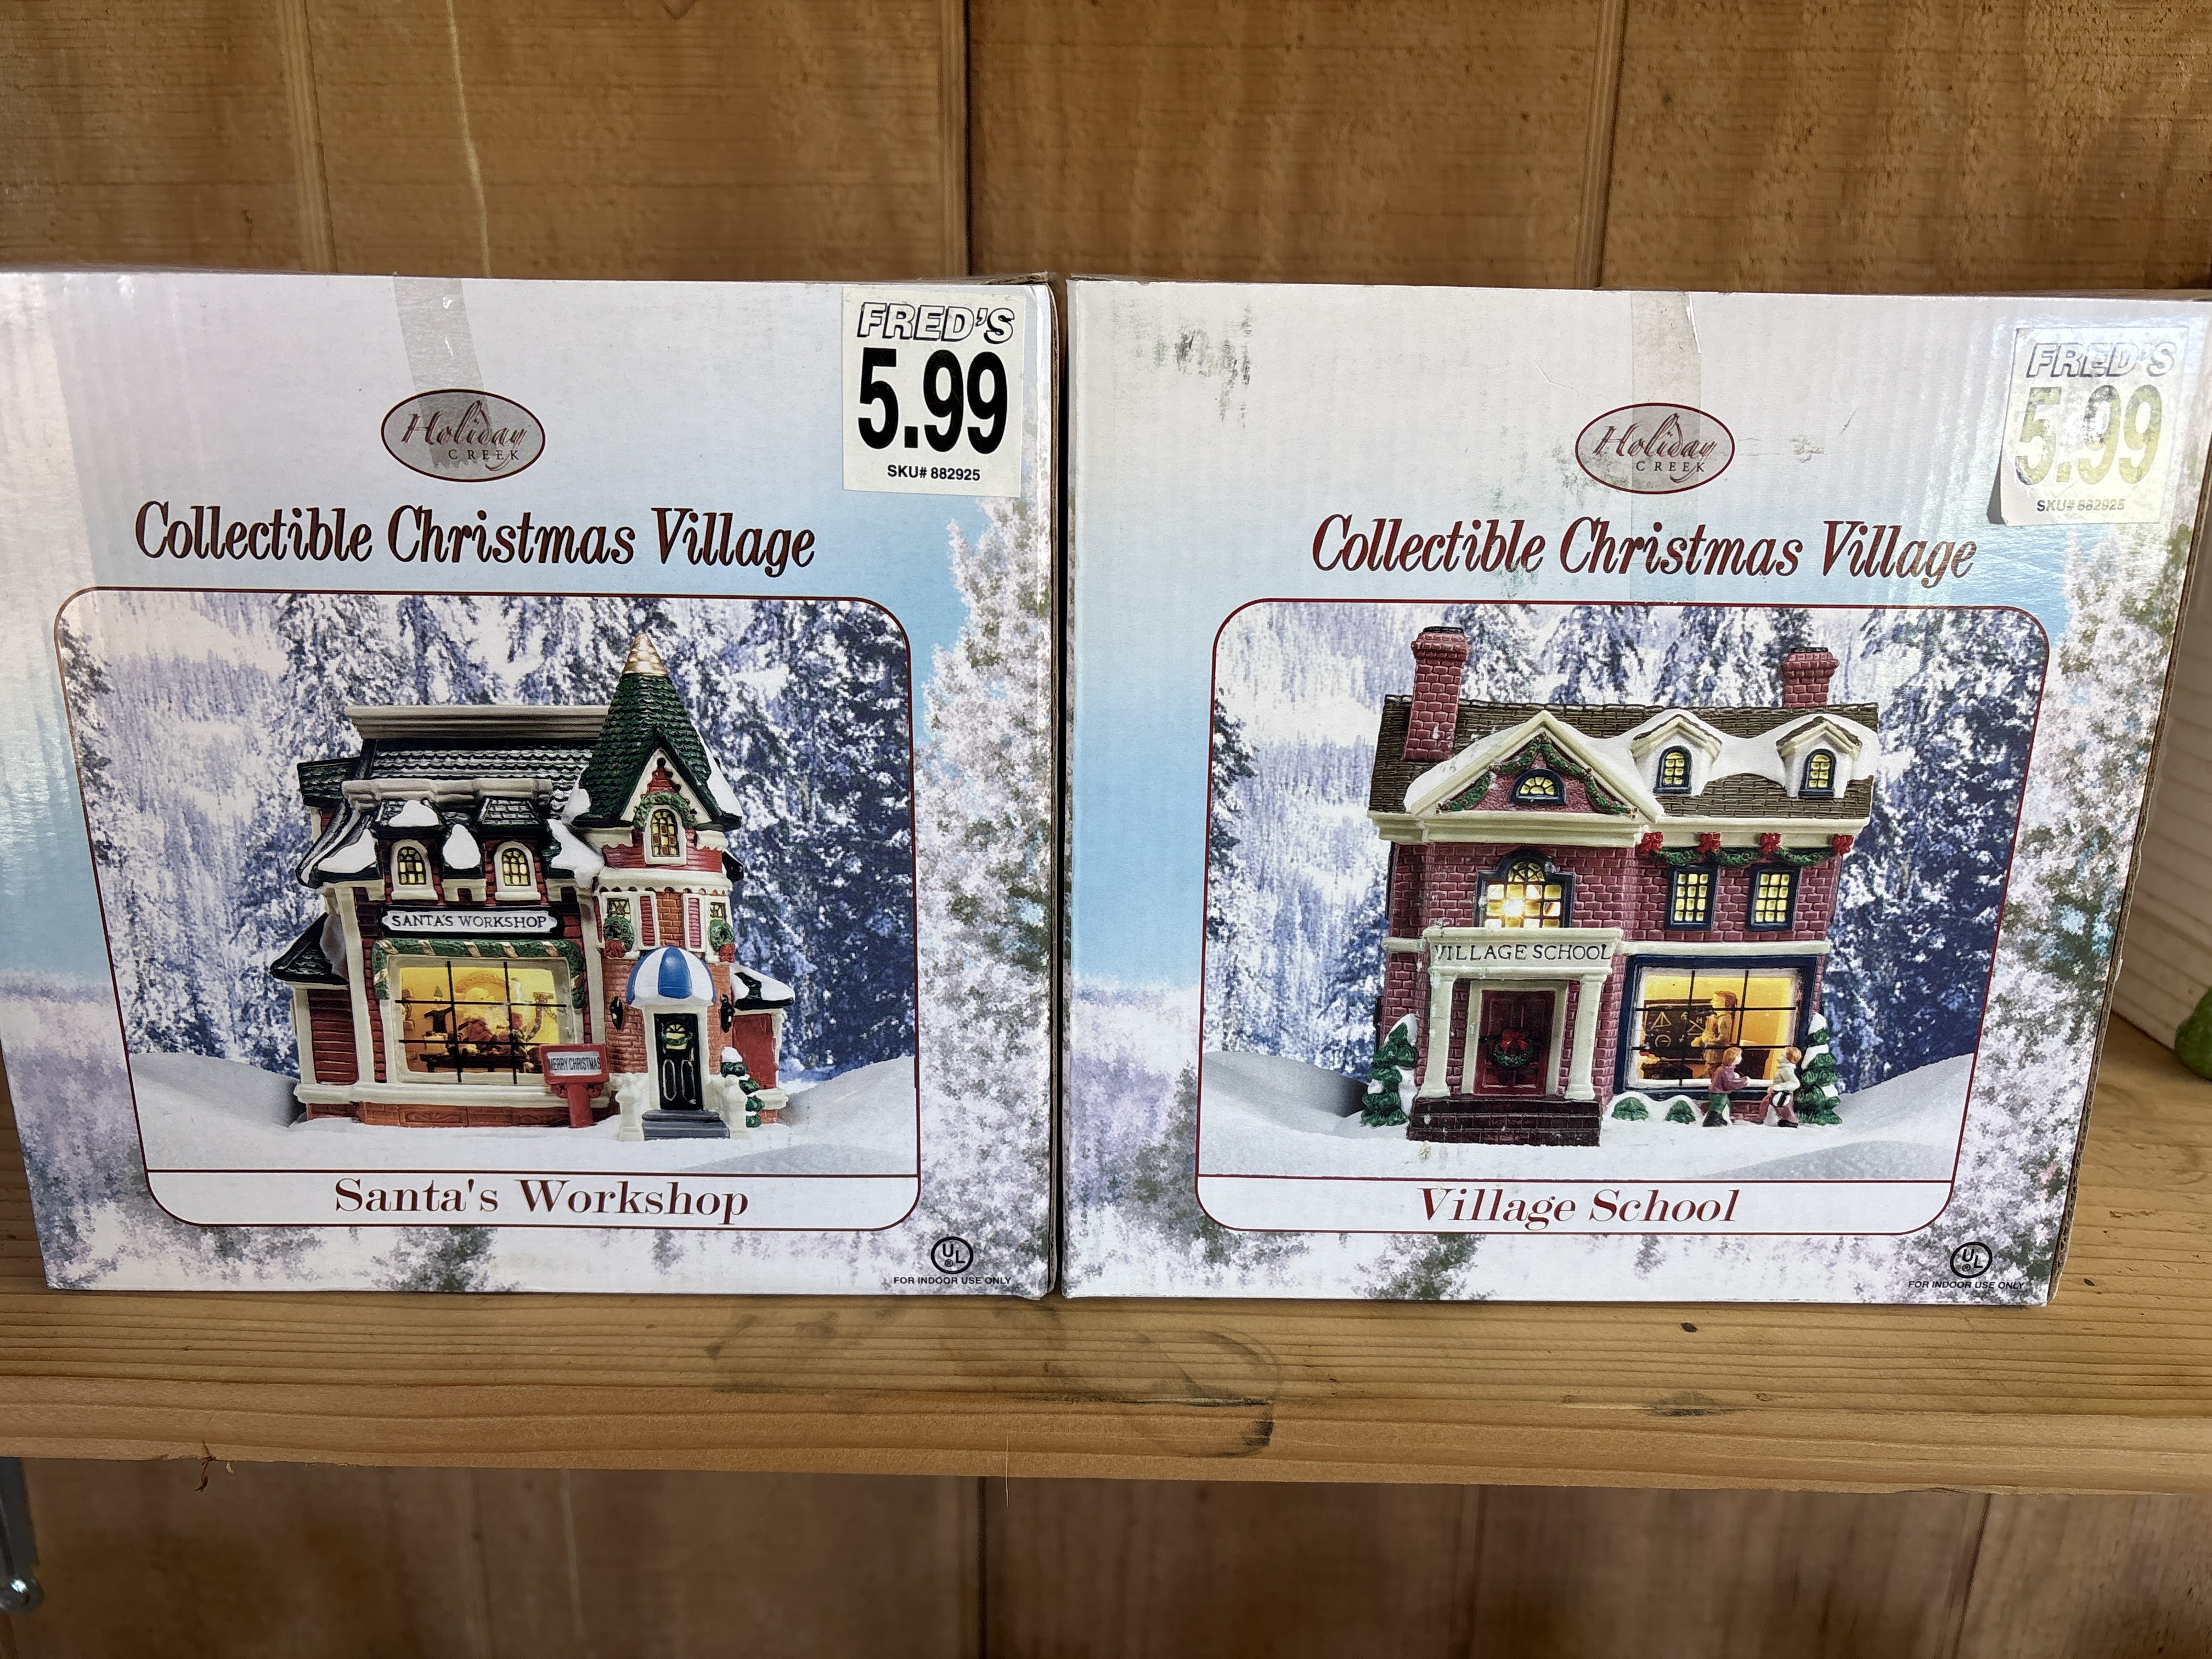 FRED'S
5.99
SKU# 882925
Holiday
CREEK
Collectible Christmas Village
SANTA'S WORKSHOP
MERRY CHRISTMAS
Santa's Workshop
UL
®
FOR INDOOR USE ONLY
FRED'S
5.99
SKU# 882925
Holiday
CREEK
Collectible Christmas Village
VILLAGE SCHOOL
Village School
UL
®
FOR INDOOR USE ONLY